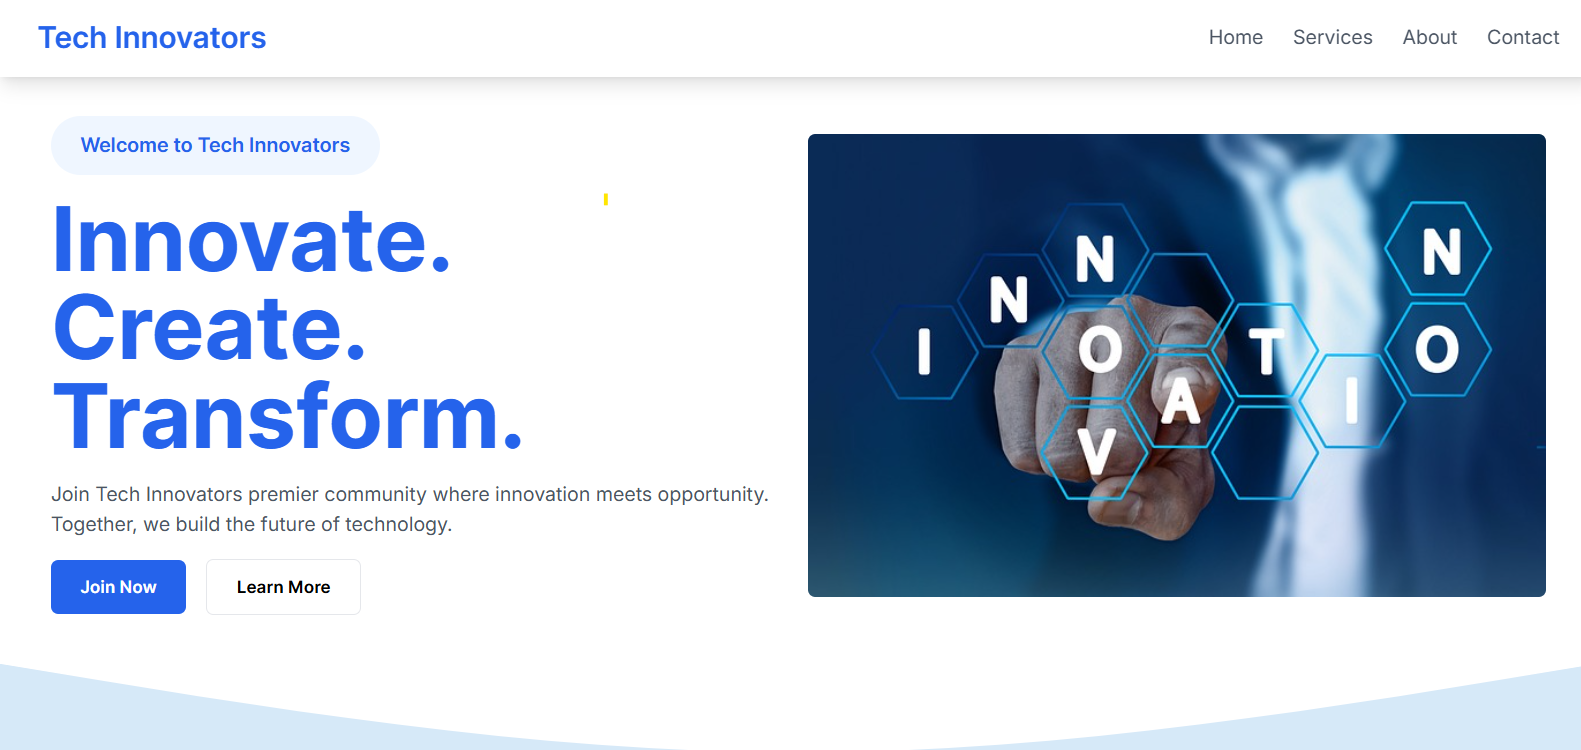 Tech Innovators
Home Services About Contact
Welcome to Tech Innovators
Innovate.
Create.
Transform.
Join Tech Innovators premier community where innovation meets opportunity.
Together, we build the future of technology.
Join Now Learn More
INNOVATION